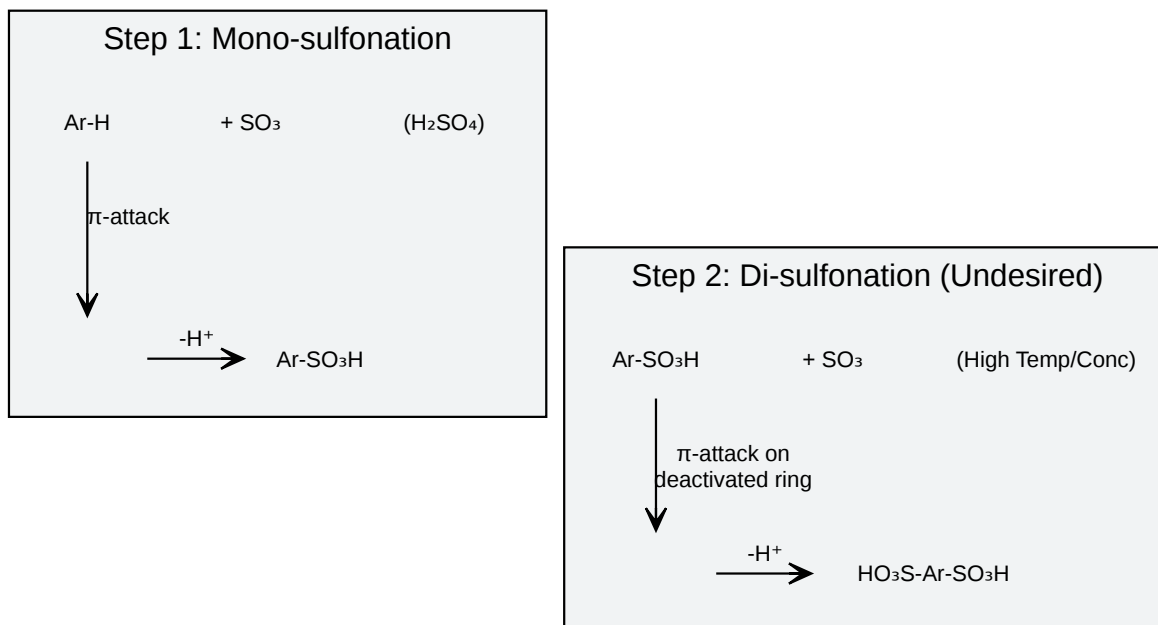 Step 1: Mono-sulfonation
Ar-H + SO₃ (H₂SO₄)
π-attack
-H⁺
Ar-SO₃H
Step 2: Di-sulfonation (Undesired)
Ar-SO₃H + SO₃ (High Temp/Conc)
π-attack on
deactivated ring
-H⁺
HO₃S-Ar-SO₃H